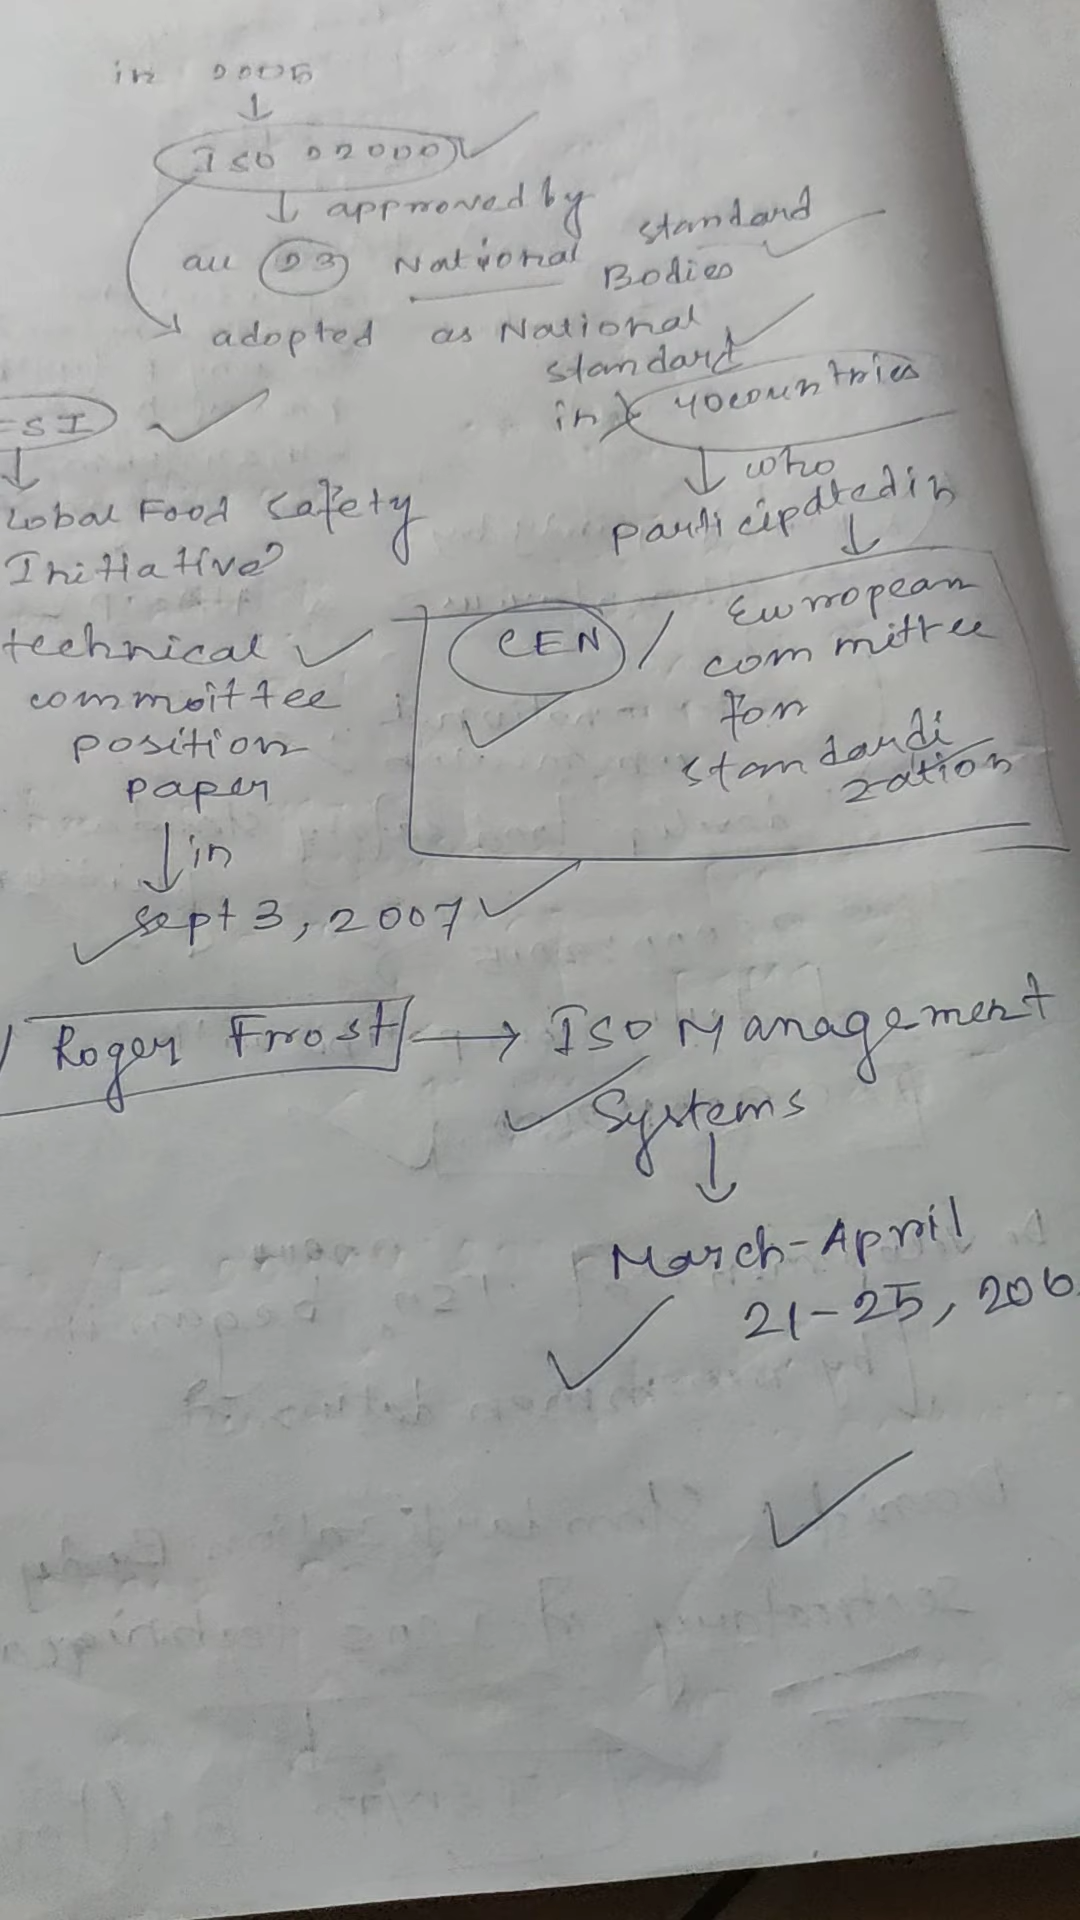 in 2005
ISO 22000
approved by
all 23 National standard
Bodies
adopted as National
standard
in 40 countries
FSI
who
participated in
lobal Food Safety
Initiative
CEN / European
committee
for
standardi
zation
technical
committee
position
paper
in
sept 3, 2007
Roger Frost → ISO Management
Systems
March-April
21-25, 206